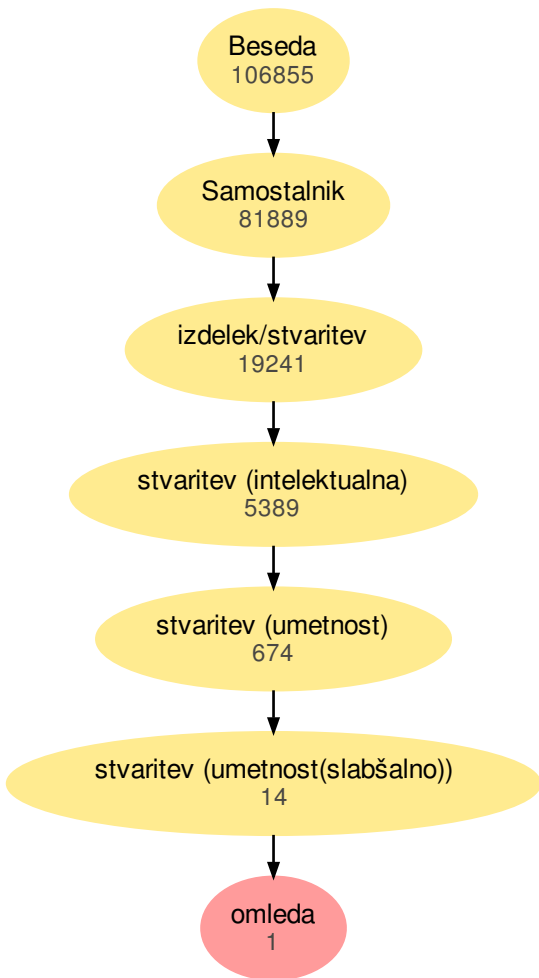 Beseda
106855
Samostalnik
81889
izdelek/stvaritev
19241
stvaritev (intelektualna)
5389
stvaritev (umetnost)
674
stvaritev (umetnost(slabšalno))
14
omleda
1